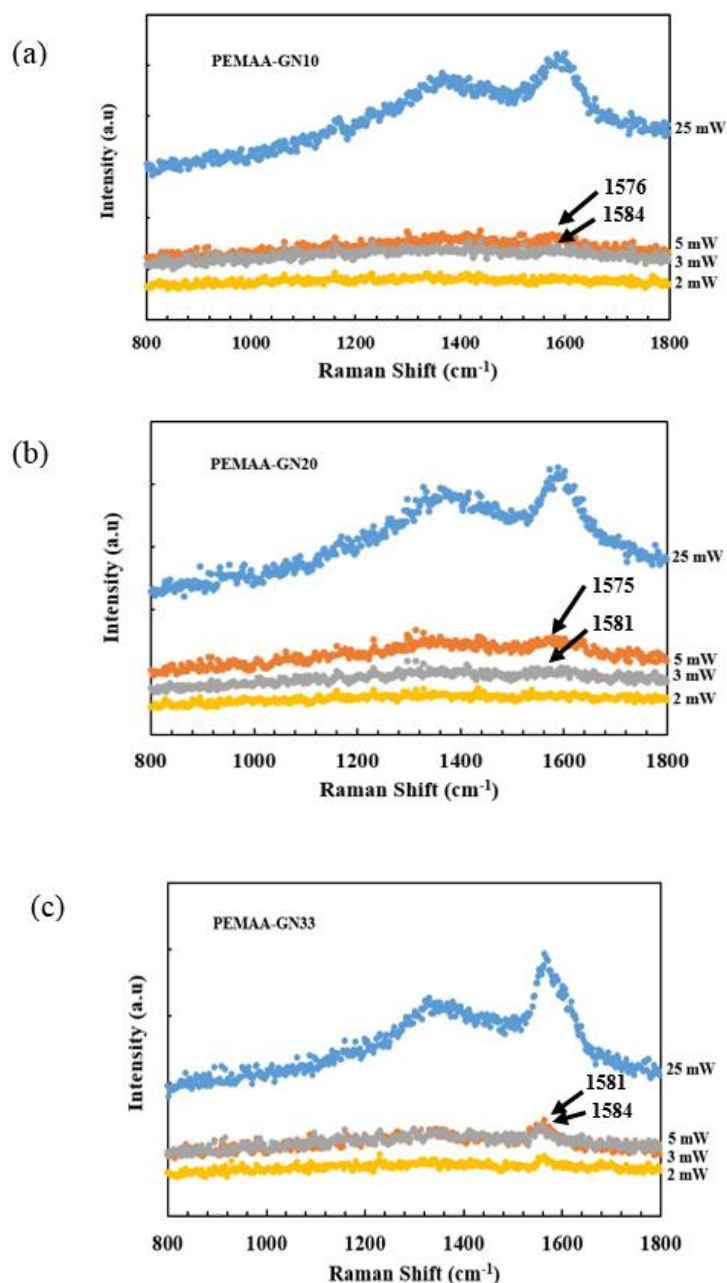 (a)
PEMAA-GN10
Intensity (a.u)
25 mW
1576
1584
5 mW
3 mW
2 mW
800 1000 1200 1400 1600 1800
Raman Shift (cm⁻¹)
(b)
PEMAA-GN20
Intensity (a.u)
25 mW
1575
1581
5 mW
3 mW
2 mW
800 1000 1200 1400 1600 1800
Raman Shift (cm⁻¹)
(c)
PEMAA-GN33
Intensity (a.u)
25 mW
1581
1584
5 mW
3 mW
2 mW
800 1000 1200 1400 1600 1800
Raman Shift (cm⁻¹)